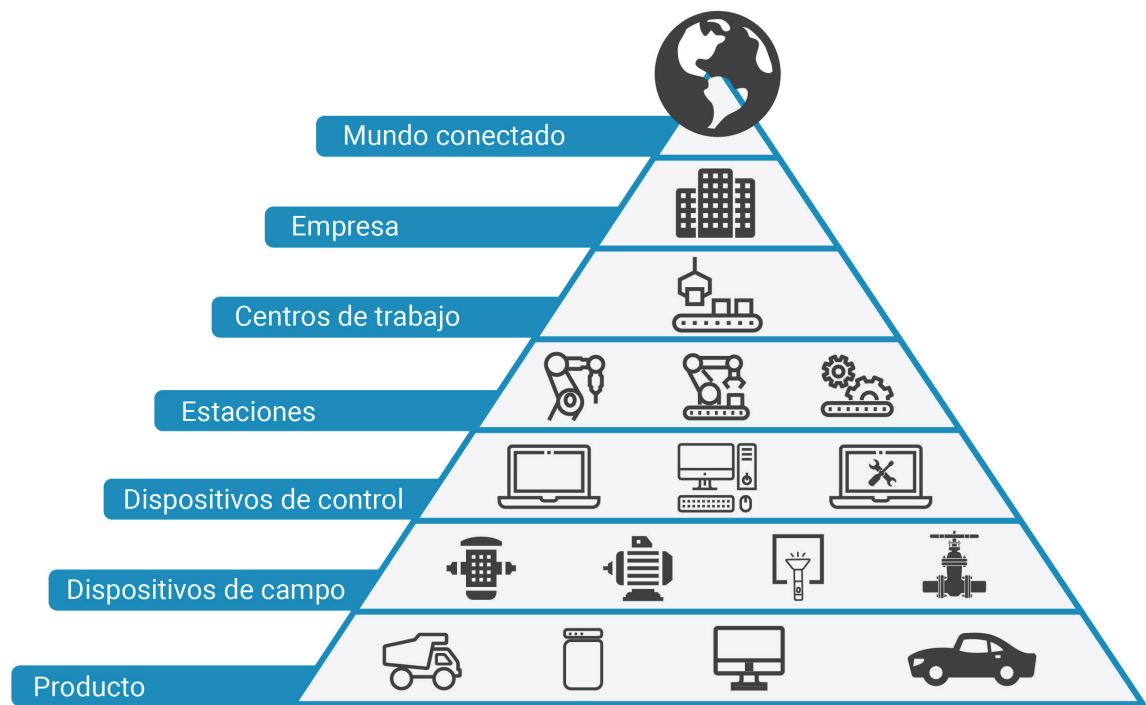 Mundo conectado
Empresa
Centros de trabajo
Estaciones
Dispositivos de control
Dispositivos de campo
Producto